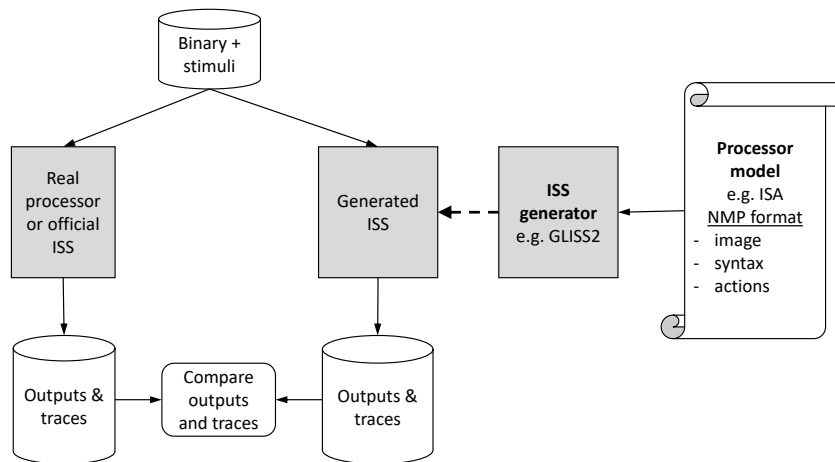 Binary +
stimuli
Real
processor
or official
ISS
Generated
ISS
ISS
generator
e.g. GLISS2
Processor
model
e.g. ISA
NMP format
- image
- syntax
- actions
Outputs &
traces
Compare
outputs
and traces
Outputs &
traces